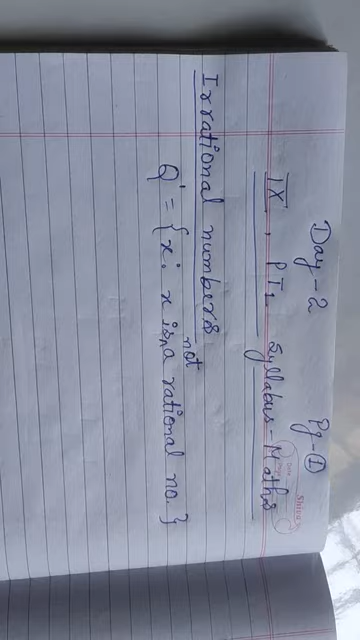 Day-2 Pg-①
IX, PT1 Syllabus-Maths
Irrational numbers
Q' = {x: x is not a rational no.}